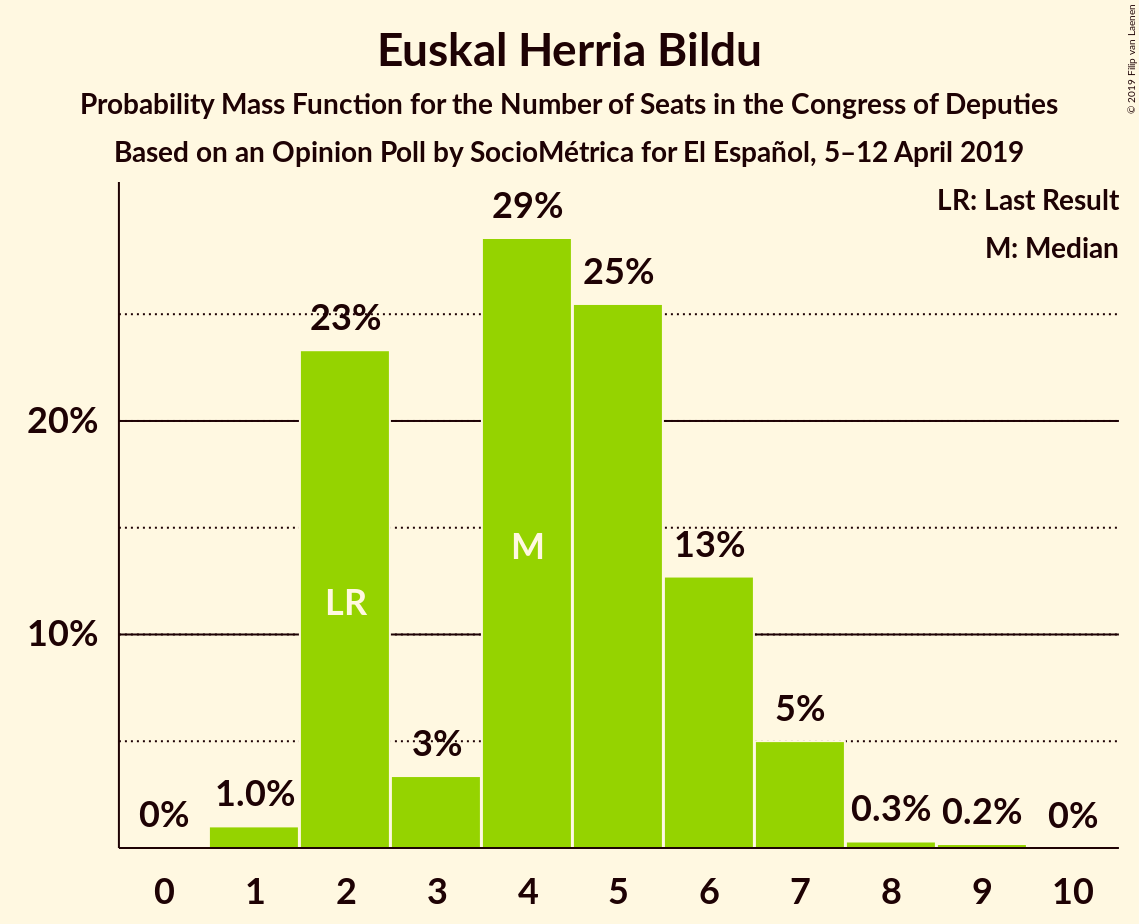 Euskal Herria Bildu
Probability Mass Function for the Number of Seats in the Congress of Deputies
Based on an Opinion Poll by SocioMétrica for El Español, 5–12 April 2019
© 2019 Filip van Laenen
LR: Last Result
M: Median
29%
25%
23%
20%
13%
M
LR
10%
5%
3%
1.0%
0%
0.3%
0.2%
0%
0 1 2 3 4 5 6 7 8 9 10